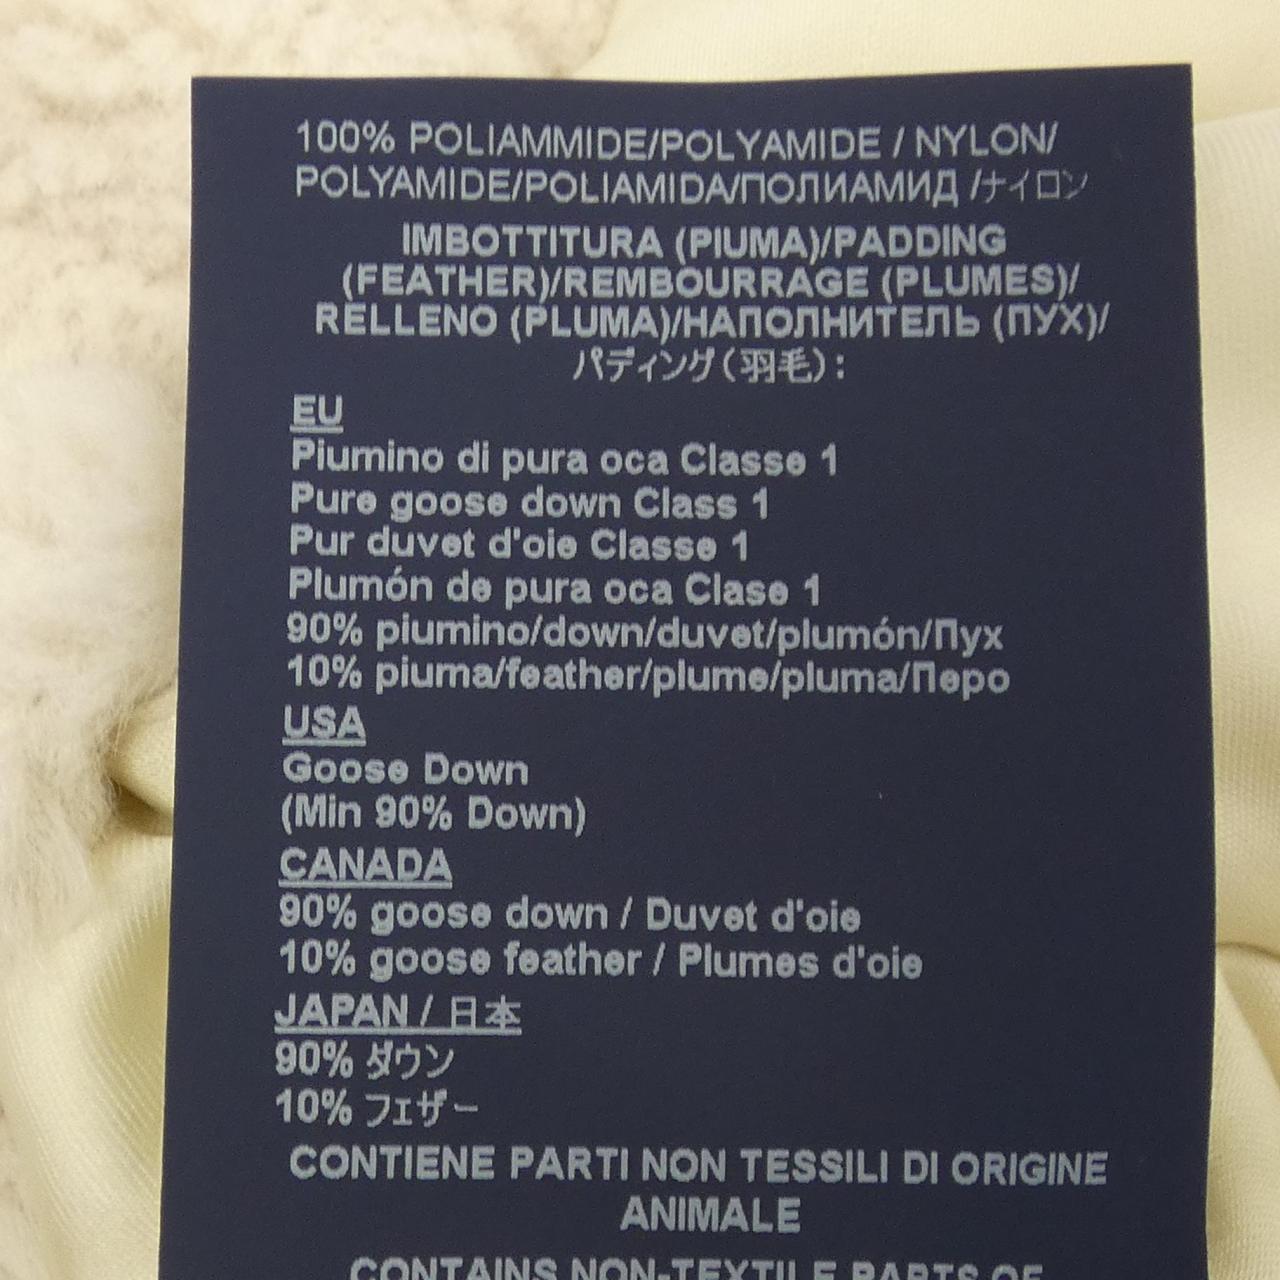 100% POLIAMMIDE/POLYAMIDE / NYLON/
POLYAMIDE/POLIAMIDA/ПОЛИАМИД /ナイロン
IMBOTTITURA (PIUMA)/PADDING
(FEATHER)/REMBOURRAGE (PLUMES)/
RELLENO (PLUMA)/НАПОЛНИТЕЛЬ (ПУХ)/
パディング(羽毛):
EU
Piumino di pura oca Classe 1
Pure goose down Class 1
Pur duvet d'oie Classe 1
Plumón de pura oca Clase 1
90% piumino/down/duvet/plumón/Пух
10% piuma/feather/plume/pluma/Перо
USA
Goose Down
(Min 90% Down)
CANADA
90% goose down / Duvet d'oie
10% goose feather / Plumes d'oie
JAPAN / 日本
90% ダウン
10% フェザー
CONTIENE PARTI NON TESSILI DI ORIGINE
ANIMALE
CONTAINS NON-TEXTILE PARTS OF